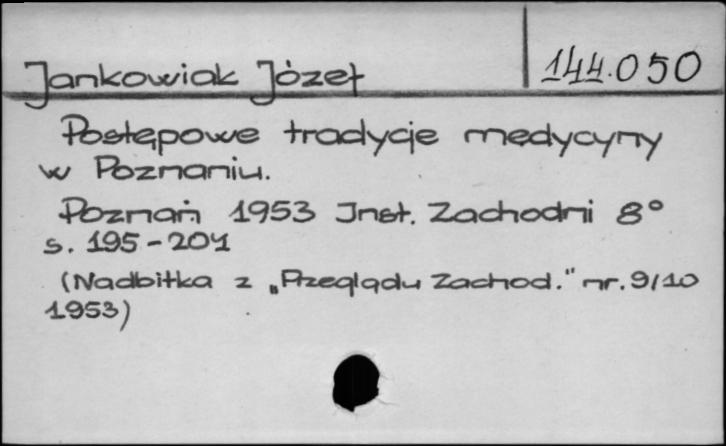 Jankowiak Józef
144.050
Postępowe tradycje medycyny
w Poznaniu.
Poznań 1953 Inst. Zachodni 8°
s. 195-204
(Nadbitka z „Przeglądu Zachod." nr. 9/10
1953)